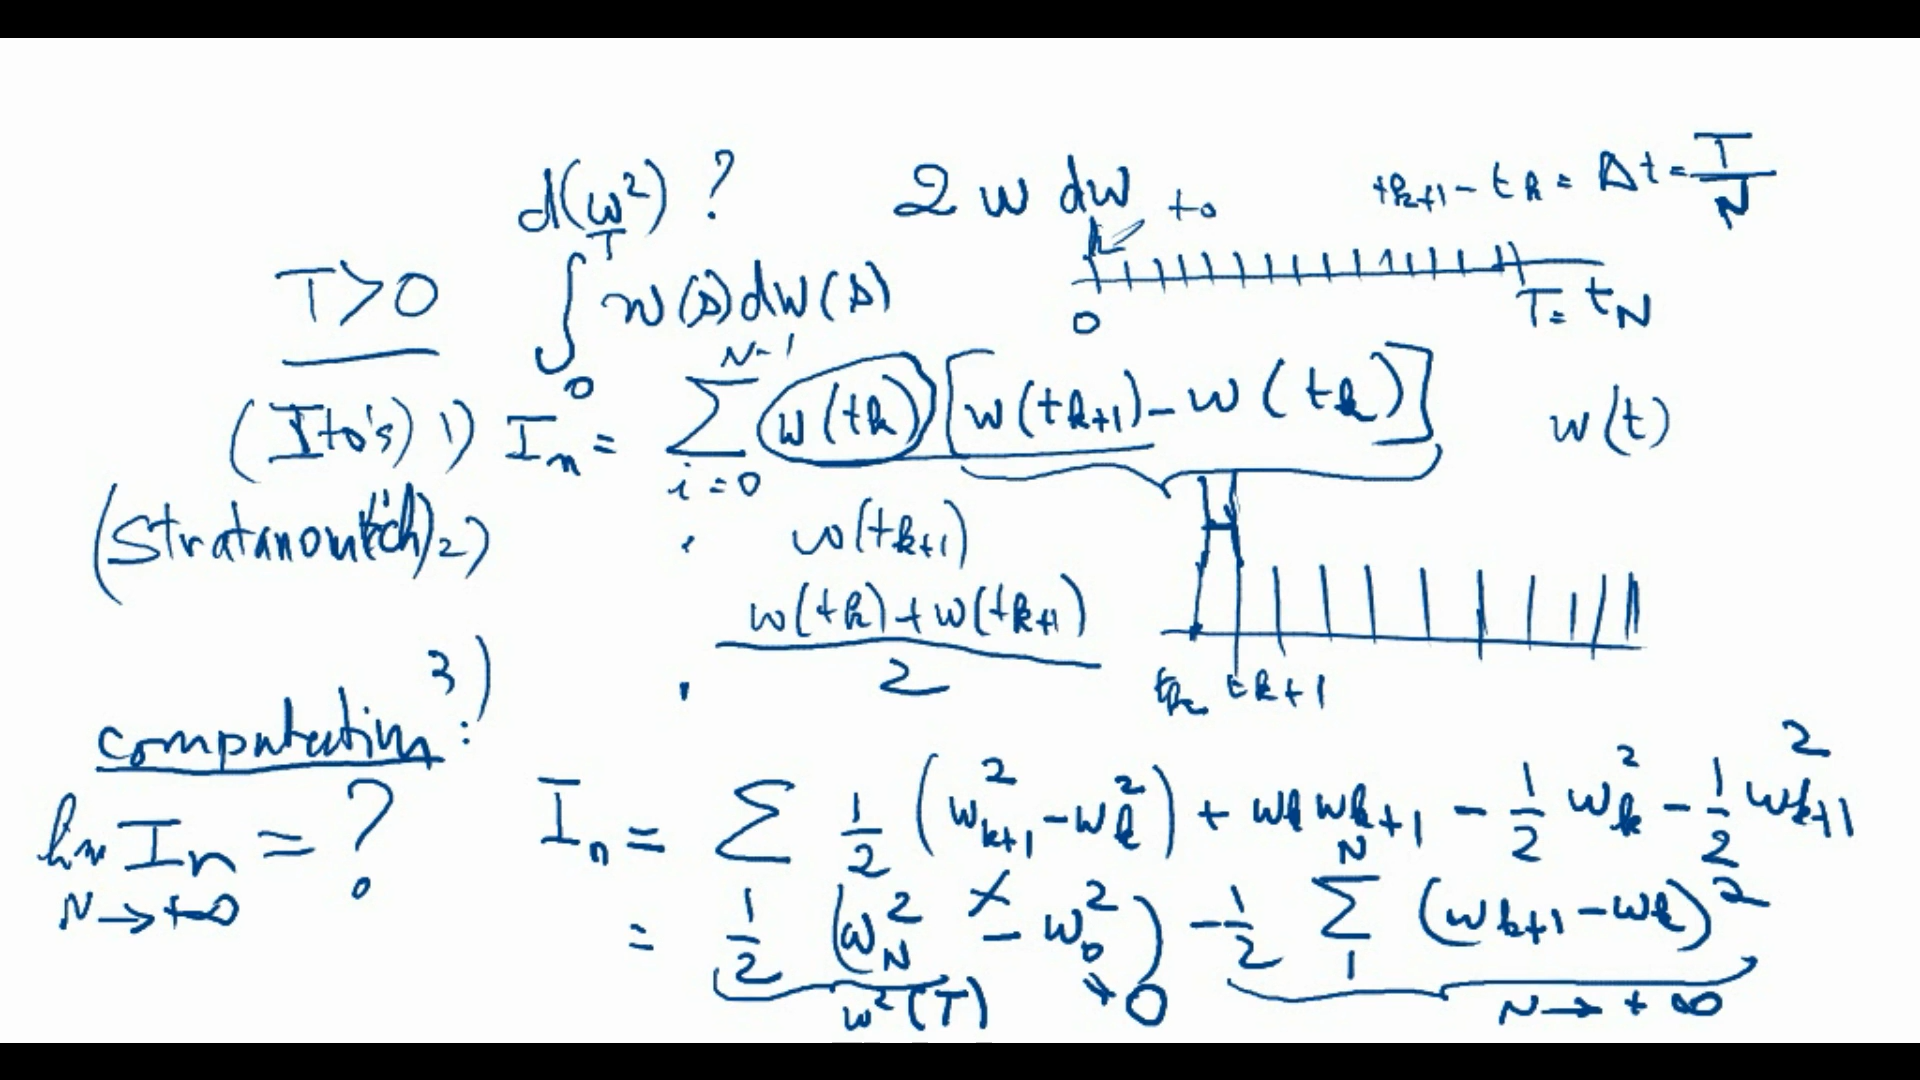 d(w²) ? 2 w dw t₀ t_{k+1} - t_k = Δt = T/N
T>0 ∫₀ᵀ w(s)dw(s) 0 T = t_N
(Ito's) 1) I_n = ∑_{i=0}^{N-1} w(t_k) [w(t_{k+1}) - w(t_k)] w(t)
(Stratanovitch) 2) w(t_{k+1})
3) (w(t_k) + w(t_{k+1}))/2 t_k t_{k+1}
computation :
I_n = ∑ 1/2 (w²_{k+1} - w²_k) + w_k w_{k+1} - 1/2 w²_k - 1/2 w²_{k+1}
lim_{N→+∞} I_n = ?
= 1/2 (w²_N - w²_0) - 1/2 ∑_1^N (w_{k+1} - w_k)²
w²(T) 0 N → +∞